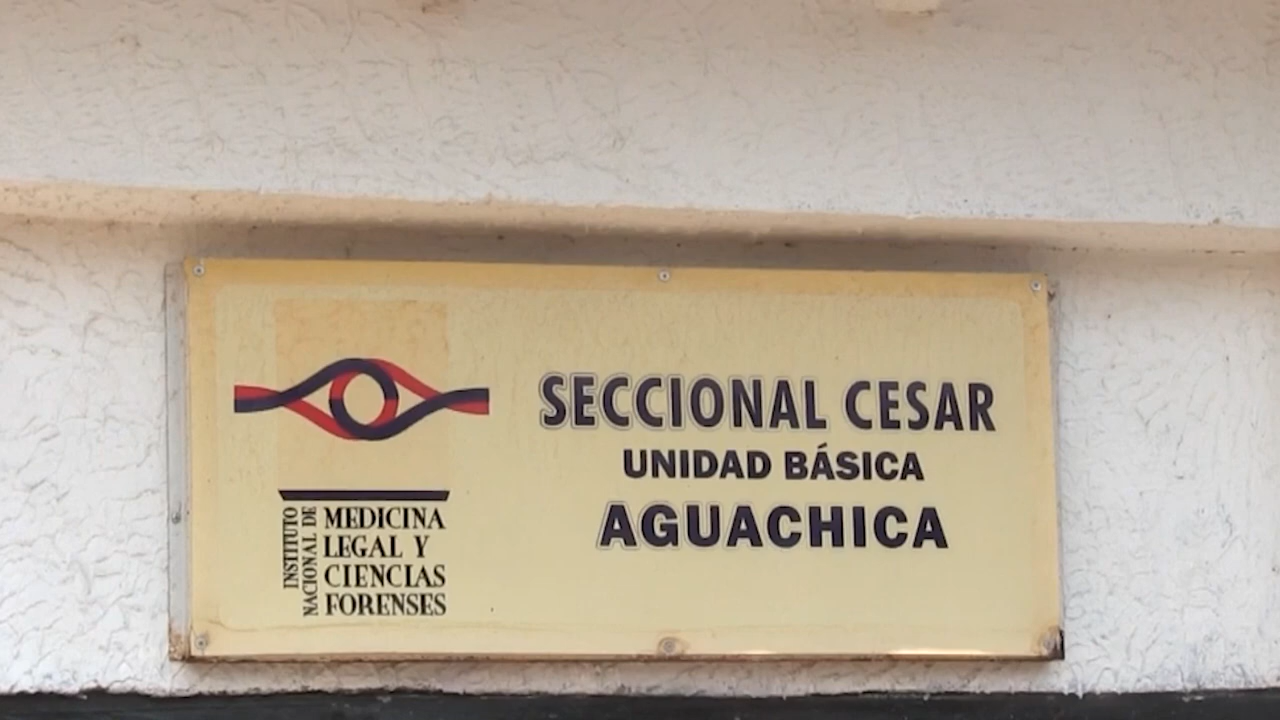 SECCIONAL CESAR
UNIDAD BÁSICA
AGUACHICA
INSTITUTO
NACIONAL DE
MEDICINA
LEGAL Y
CIENCIAS
FORENSES